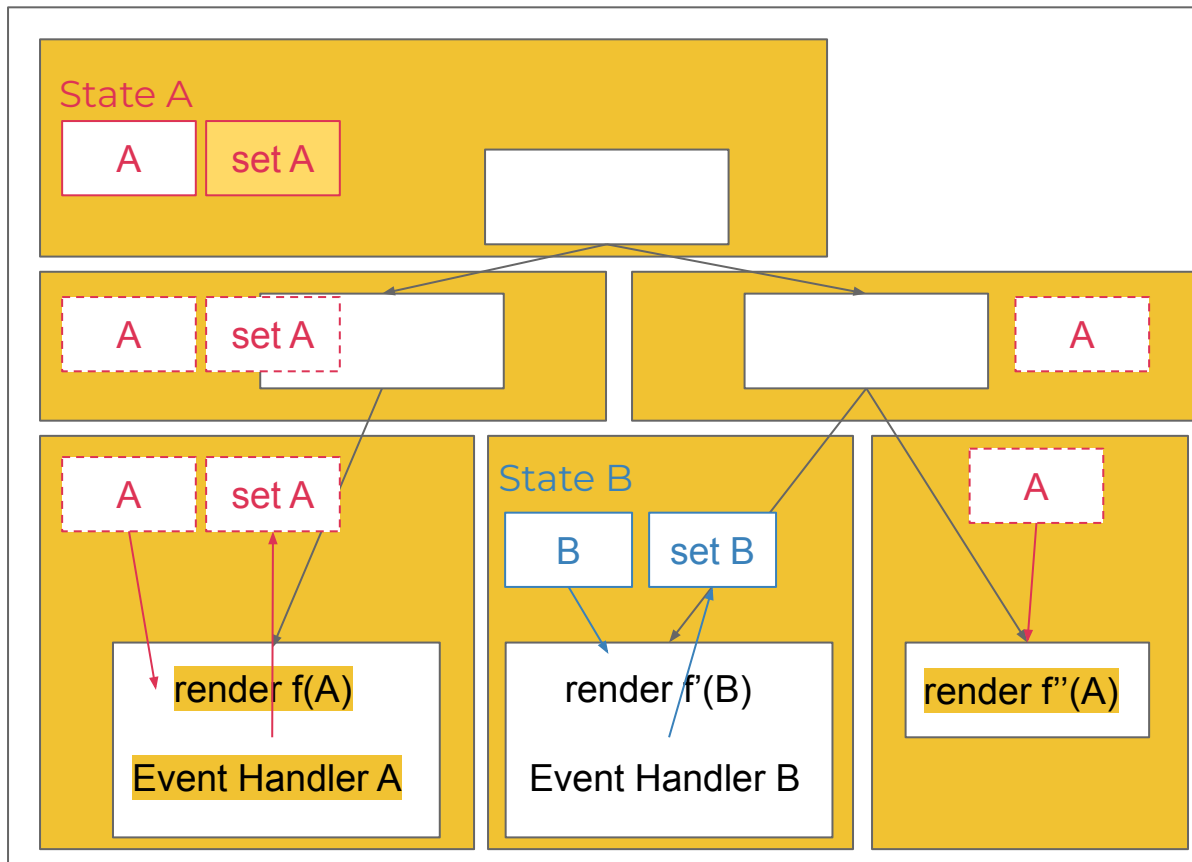 State A
A
set A
A
set A
A
A
set A
State B
B
set B
A
render f(A)
Event Handler A
render f’(B)
Event Handler B
render f’’(A)